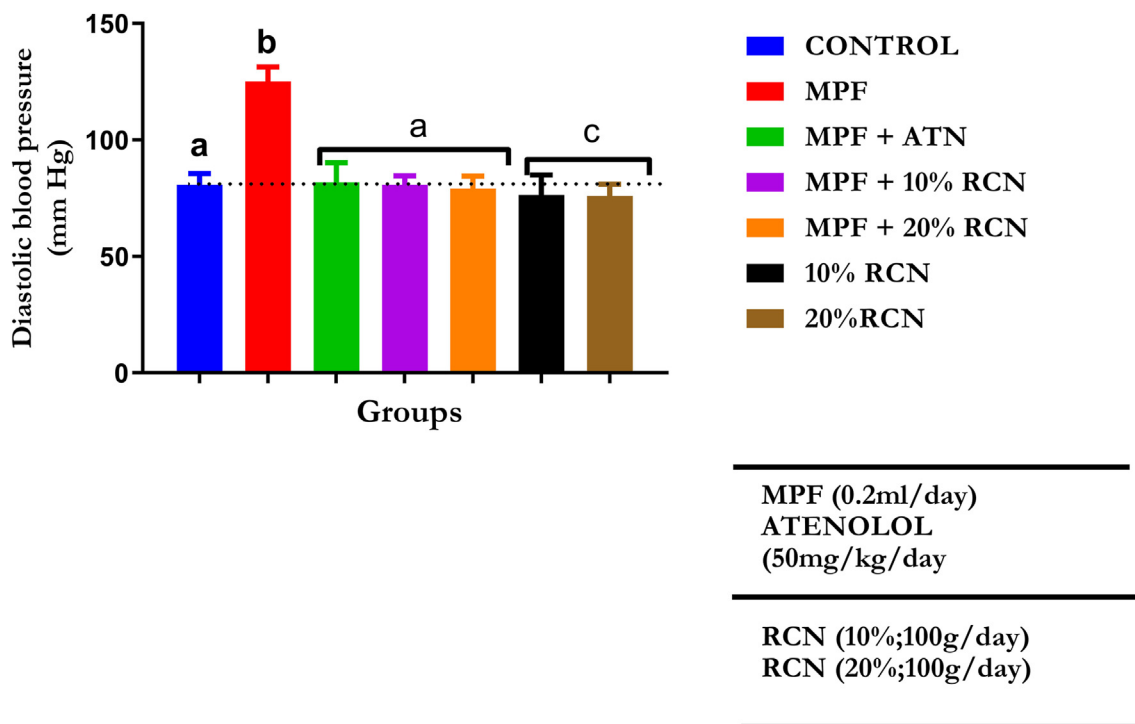 Diastolic blood pressure
(mm Hg)
150
100
50
0
a
b
a
c
Groups
CONTROL
MPF
MPF + ATN
MPF + 10% RCN
MPF + 20% RCN
10% RCN
20%RCN
MPF (0.2ml/day)
ATENOLOL
(50mg/kg/day
RCN (10%;100g/day)
RCN (20%;100g/day)